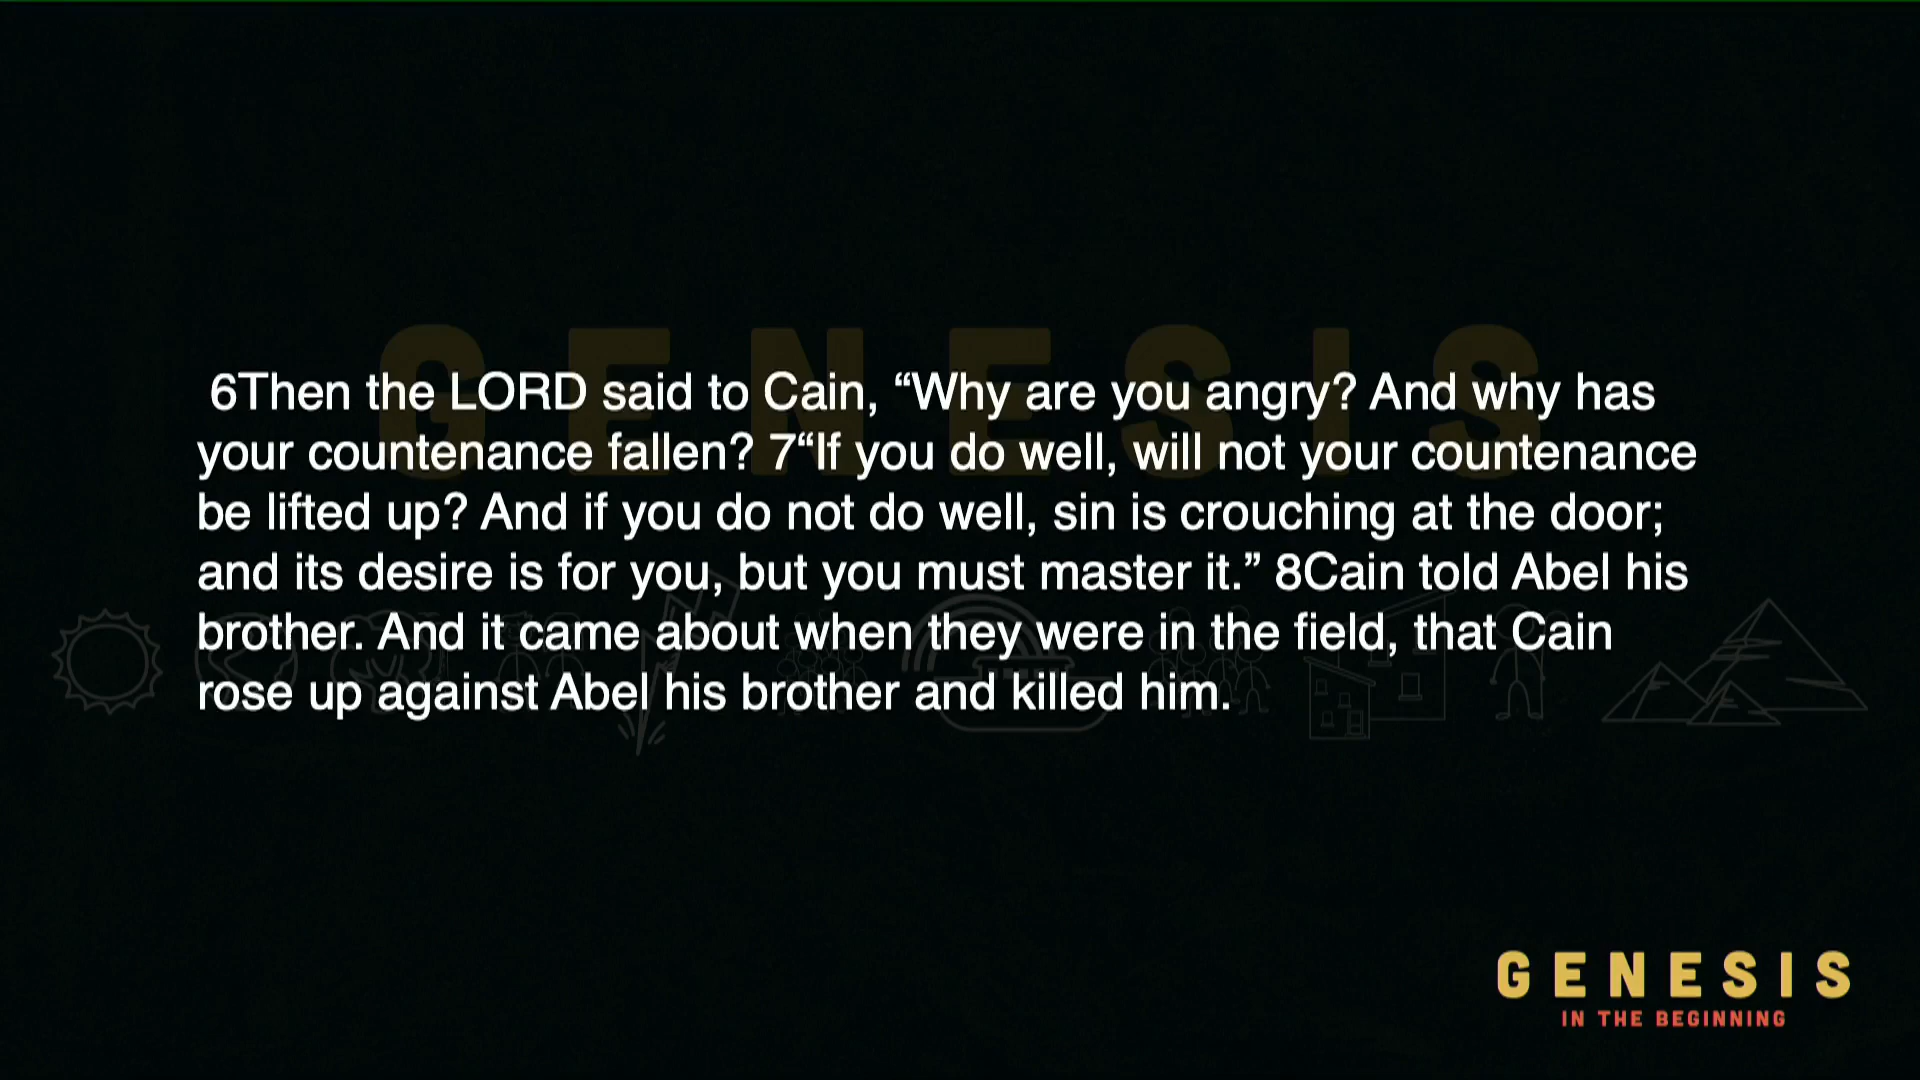 GENESIS
6Then the LORD said to Cain, “Why are you angry? And why has
your countenance fallen? 7“If you do well, will not your countenance
be lifted up? And if you do not do well, sin is crouching at the door;
and its desire is for you, but you must master it.” 8Cain told Abel his
brother. And it came about when they were in the field, that Cain
rose up against Abel his brother and killed him.
GENESIS
IN THE BEGINNING